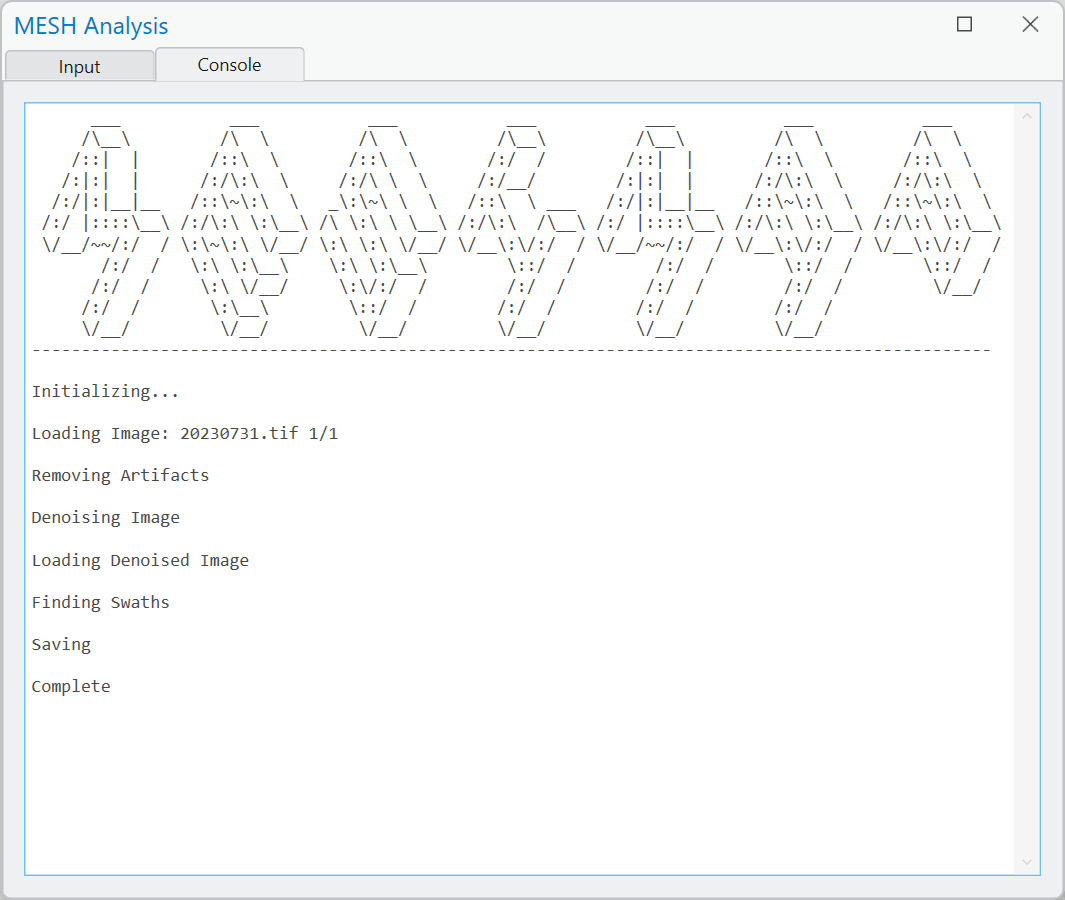 ___           ___           ___           ___           ___           ___           ___
     /\__\         /\  \         /\  \         /\__\         /\__\         /\  \         /\  \
    /::|  |       /::\  \       /::\  \       /:/  /        /::|  |       /::\  \       /::\  \
   /:|:|  |      /:/\:\  \     /:/\ \  \     /:/__/        /:|:|  |      /:/\:\  \     /:/\:\  \
  /:/|:|__|__   /::\~\:\  \   _\:\~\ \  \   /::\  \ ___   /:/|:|__|__   /::\~\:\  \   /::\~\:\  \
 /:/ |::::\__\ /:/\:\ \:\__\ /\ \:\ \ \__\ /:/\:\  /\__\ /:/ |::::\__\ /:/\:\ \:\__\ /:/\:\ \:\__\
 \/__/~~/:/  / \:\~\:\ \/__/ \:\ \:\ \/__/ \/__\:\/:/  / \/__/~~/:/  / \/__\:\/:/  / \/__\:\/:/  /
       /:/  /   \:\ \:\__\    \:\ \:\__\        \::/  /        /:/  /       \::/  /       \::/  /
      /:/  /     \:\ \/__/     \:\/:/  /        /:/  /        /:/  /        /:/  /         \/__/
     /:/  /       \:\__\        \::/  /        /:/  /        /:/  /        /:/  /
     \/__/         \/__/         \/__/         \/__/         \/__/         \/__/
-------------------------------------------------------------------------------------------------
MESH Analysis
Input
Console
Initializing...
Loading Image: 20230731.tif 1/1
Removing Artifacts
Denoising Image
Loading Denoised Image
Finding Swaths
Saving
Complete